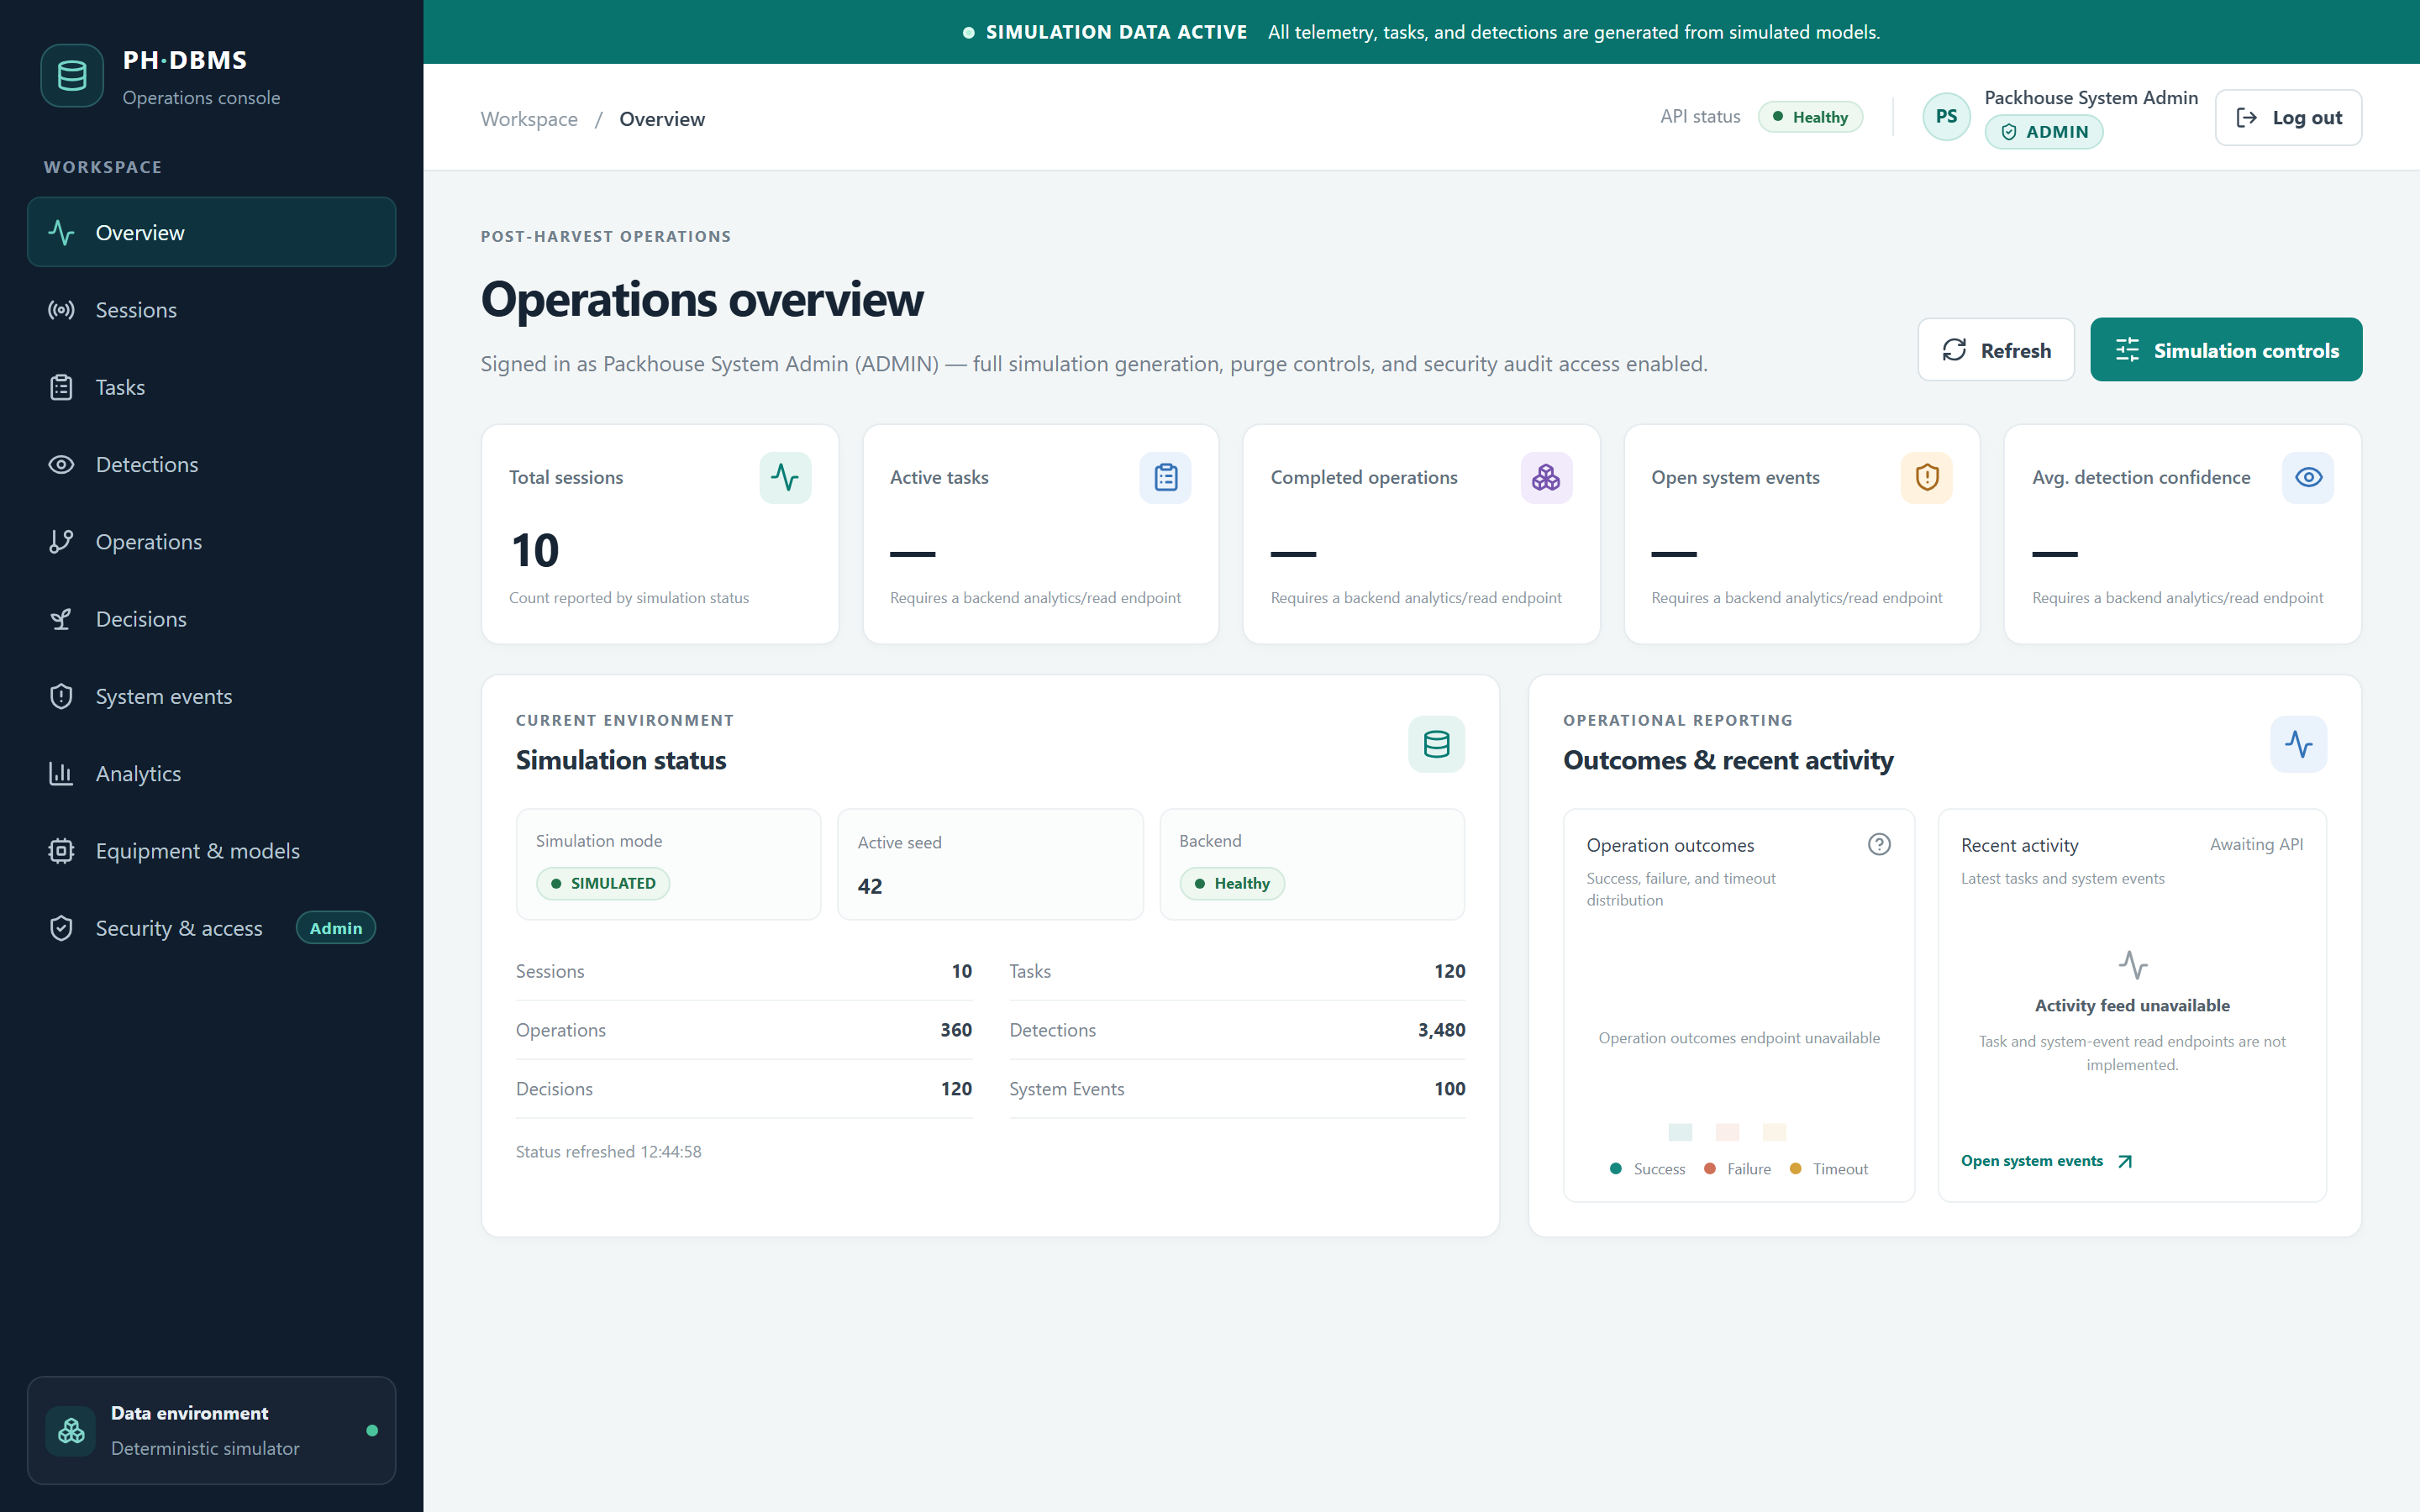 PH·DBMS
Operations console
WORKSPACE
Overview
Sessions
Tasks
Detections
Operations
Decisions
System events
Analytics
Equipment & models
Security & access Admin
Data environment
Deterministic simulator
SIMULATION DATA ACTIVE All telemetry, tasks, and detections are generated from simulated models.
Workspace / Overview
API status Healthy
PS
Packhouse System Admin
ADMIN
Log out
POST-HARVEST OPERATIONS
Operations overview
Signed in as Packhouse System Admin (ADMIN) — full simulation generation, purge controls, and security audit access enabled.
Refresh
Simulation controls
Total sessions
10
Count reported by simulation status
Active tasks
—
Requires a backend analytics/read endpoint
Completed operations
—
Requires a backend analytics/read endpoint
Open system events
—
Requires a backend analytics/read endpoint
Avg. detection confidence
—
Requires a backend analytics/read endpoint
CURRENT ENVIRONMENT
Simulation status
Simulation mode
SIMULATED
Active seed
42
Backend
Healthy
Sessions 10
Tasks 120
Operations 360
Detections 3,480
Decisions 120
System Events 100
Status refreshed 12:44:58
OPERATIONAL REPORTING
Outcomes & recent activity
Operation outcomes
Success, failure, and timeout
distribution
Operation outcomes endpoint unavailable
Success Failure Timeout
Recent activity Awaiting API
Latest tasks and system events
Activity feed unavailable
Task and system-event read endpoints are not
implemented.
Open system events